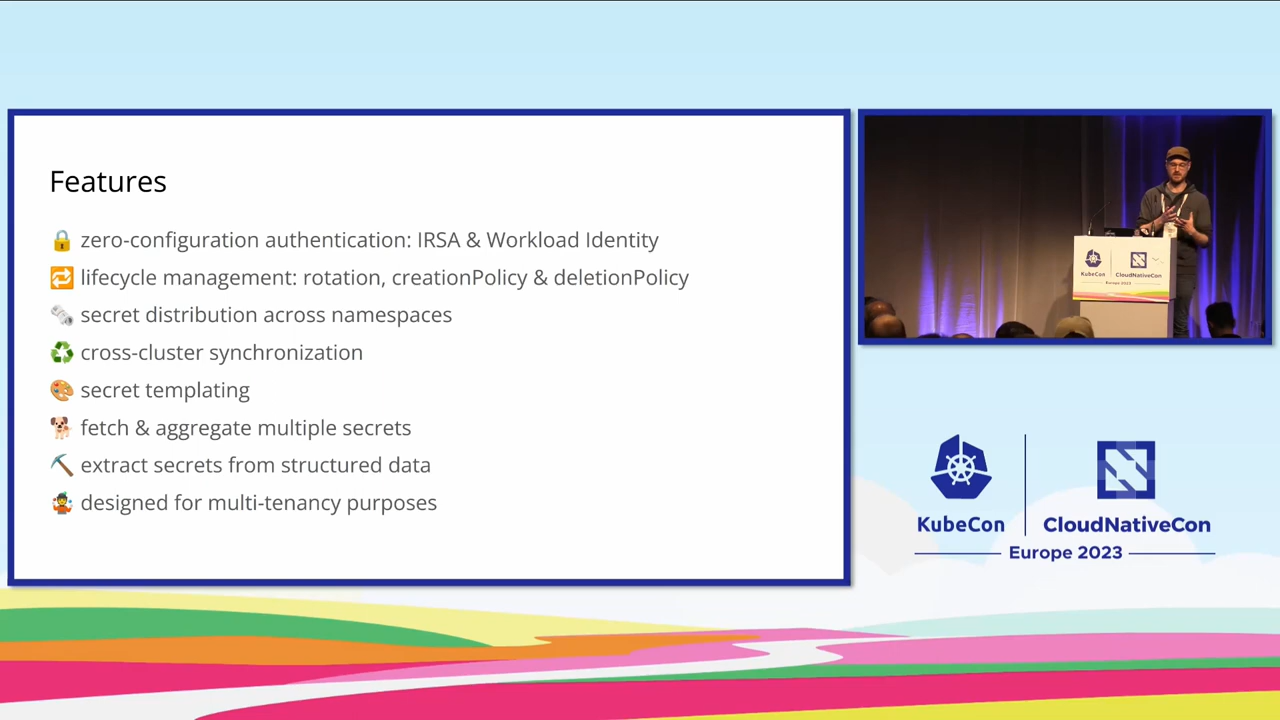 Features
🔒 zero-configuration authentication: IRSA & Workload Identity
🔁 lifecycle management: rotation, creationPolicy & deletionPolicy
🗞️ secret distribution across namespaces
♻️ cross-cluster synchronization
🎨 secret templating
🐕 fetch & aggregate multiple secrets
⛏️ extract secrets from structured data
🤹 designed for multi-tenancy purposes
KubeCon
CloudNativeCon
Europe 2023
KubeCon
CloudNativeCon
Europe 2023